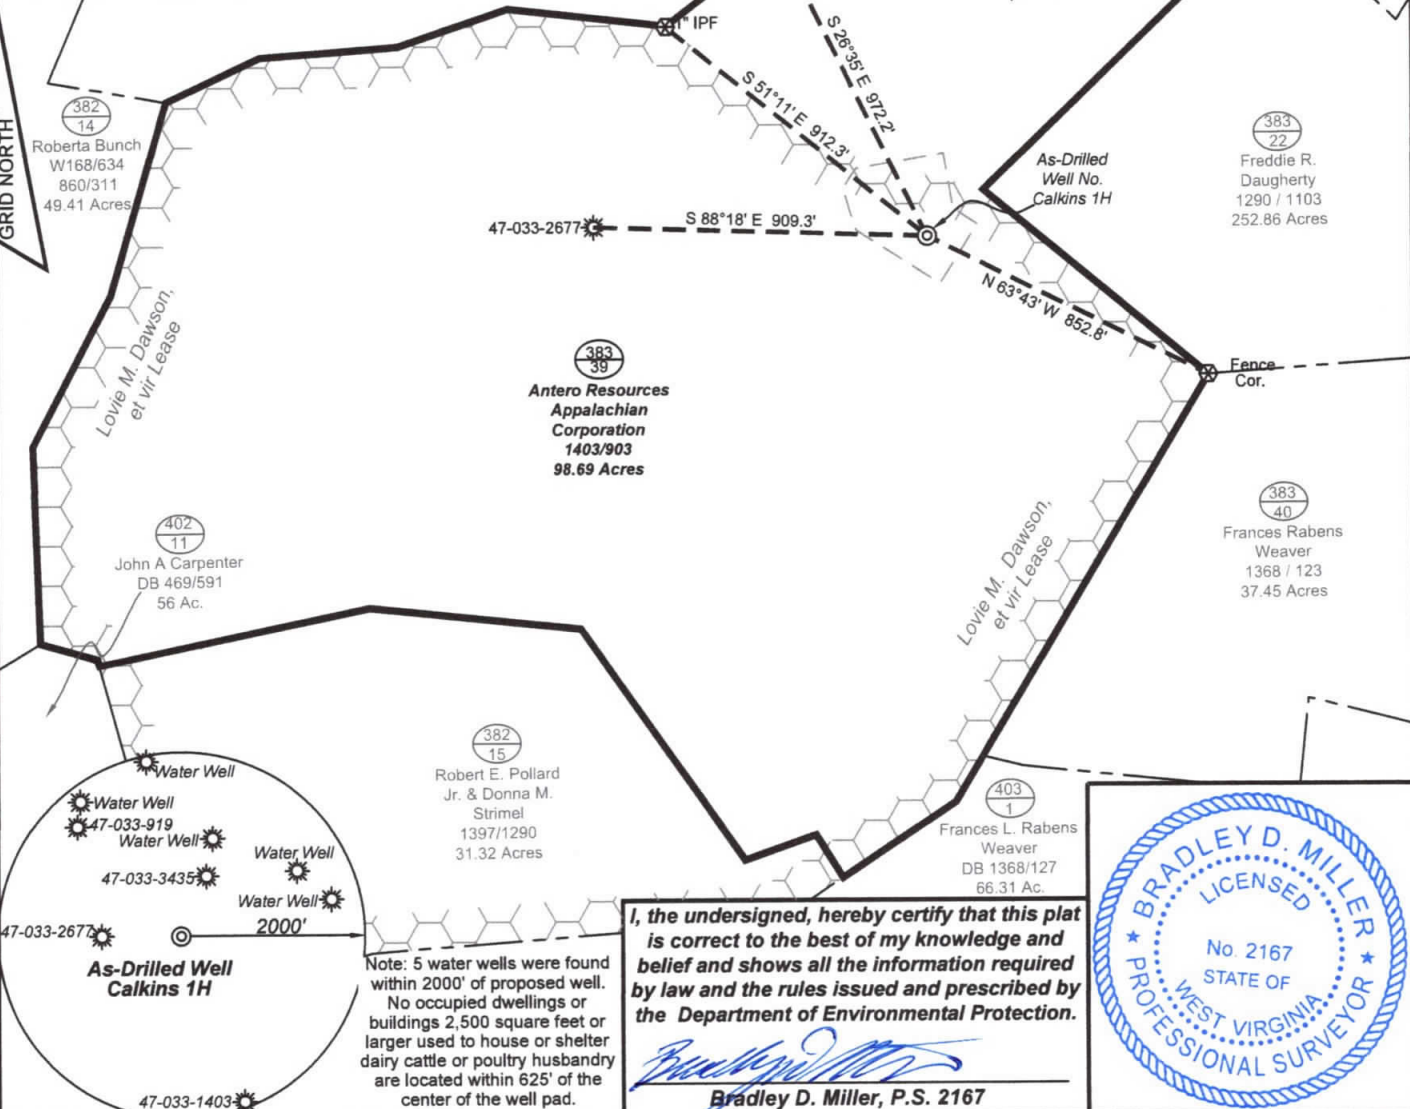 GRID NORTH
1" IPF
S 26°35' E 972.2'
S 51°11' E 912.3'
S 88°18' E 909.3'
N 63°43' W 852.8'
47-033-2677
As-Drilled
Well No.
Calkins 1H
382
14
Roberta Bunch
W168/634
860/311
49.41 Acres
383
22
Freddie R.
Daugherty
1290 / 1103
252.86 Acres
Lovie M. Dawson,
et vir Lease
383
39
Antero Resources
Appalachian
Corporation
1403/903
98.69 Acres
Fence
Cor.
402
11
John A Carpenter
DB 469/591
56 Ac.
Lovie M. Dawson,
et vir Lease
383
40
Frances Rabens
Weaver
1368 / 123
37.45 Acres
382
15
Robert E. Pollard
Jr. & Donna M.
Strimel
1397/1290
31.32 Acres
403
1
Frances L. Rabens
Weaver
DB 1368/127
66.31 Ac.
Water Well
Water Well
47-033-919
Water Well
Water Well
47-033-3435
Water Well
47-033-2677
2000'
As-Drilled Well
Calkins 1H
47-033-1403
Note: 5 water wells were found
within 2000' of proposed well.
No occupied dwellings or
buildings 2,500 square feet or
larger used to house or shelter
dairy cattle or poultry husbandry
are located within 625' of the
center of the well pad.
I, the undersigned, hereby certify that this plat
is correct to the best of my knowledge and
belief and shows all the information required
by law and the rules issued and prescribed by
the Department of Environmental Protection.
Bradley D. Miller, P.S. 2167
BRADLEY D. MILLER
LICENSED
No. 2167
STATE OF
WEST VIRGINIA
PROFESSIONAL SURVEYOR